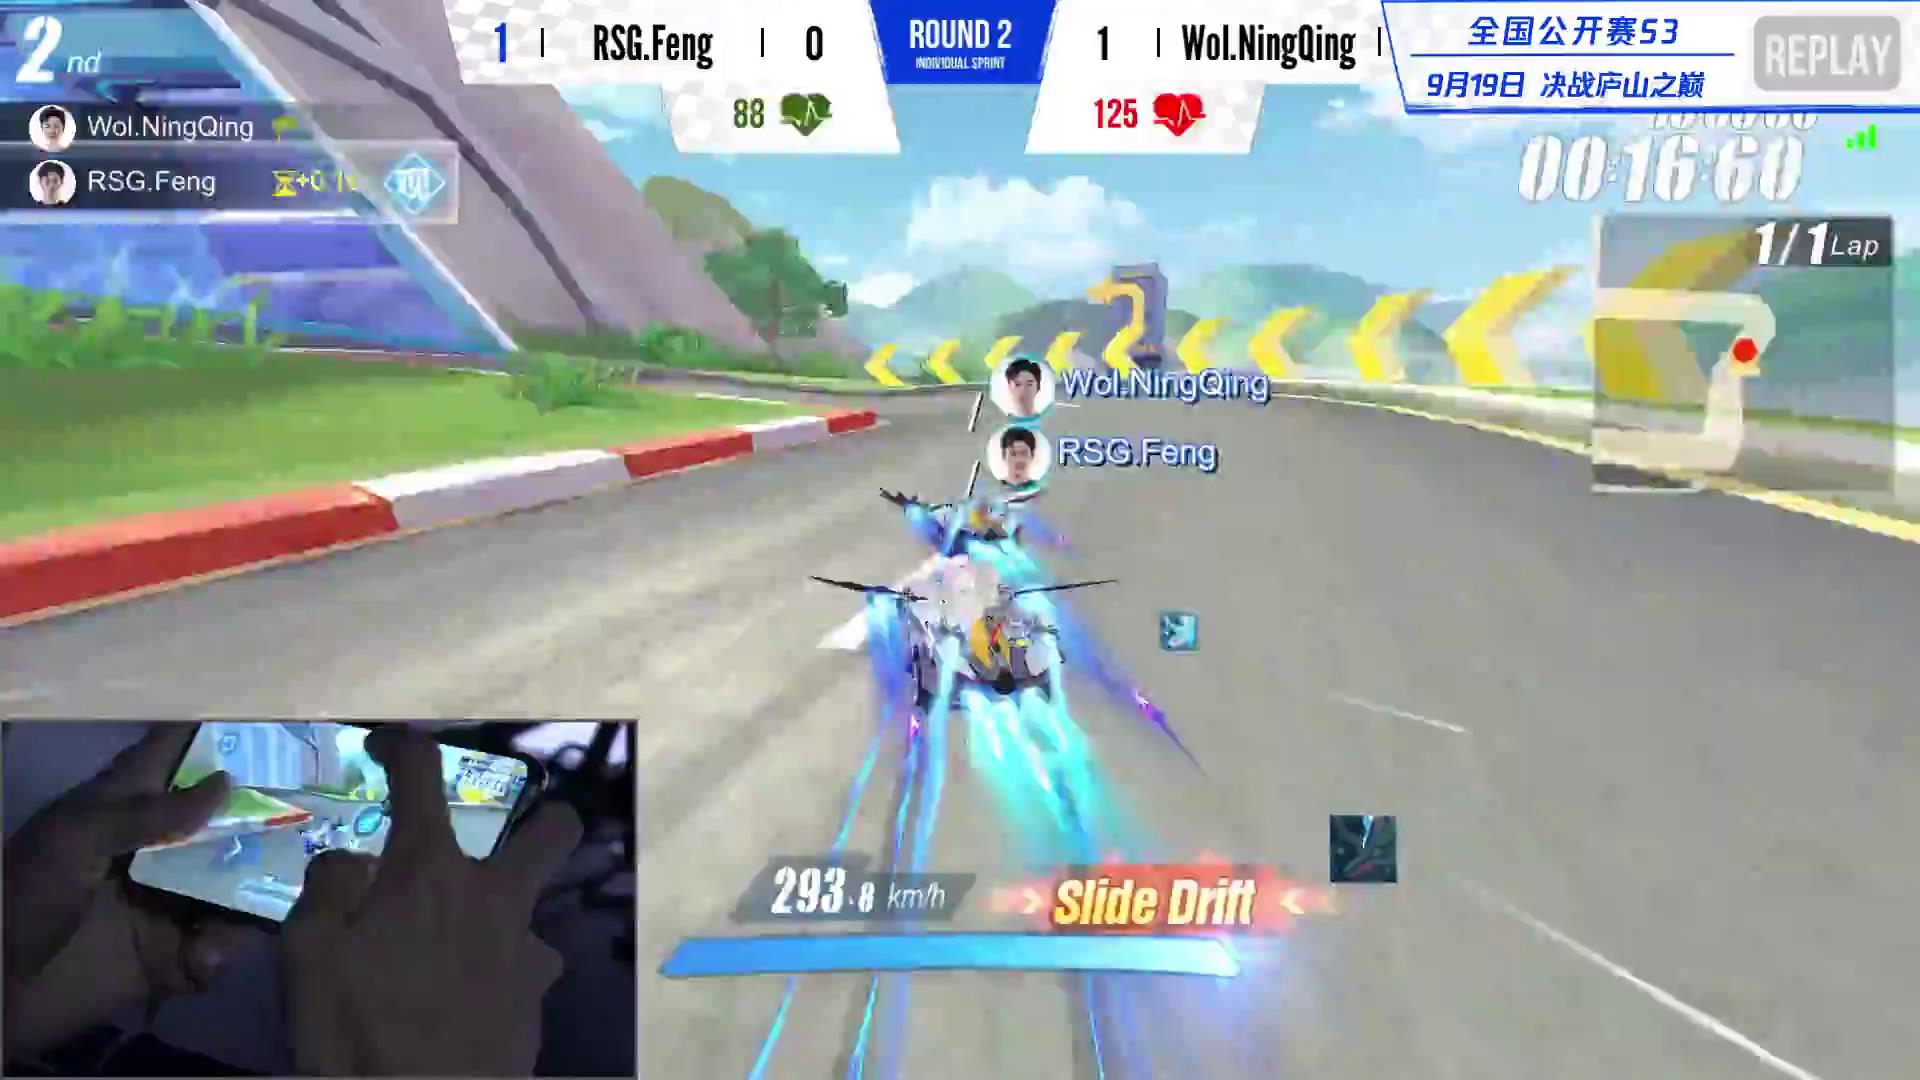 1 RSG.Feng 0 ROUND 2 1 Wol.NingQing
INDIVIDUAL SPRINT
全国公开赛S3
9月19日 决战庐山之巅
REPLAY
88 125
2nd
Wol.NingQing
RSG.Feng
00:16:60
1/1 Lap
Wol.NingQing
RSG.Feng
293.8 km/h
Slide Drift